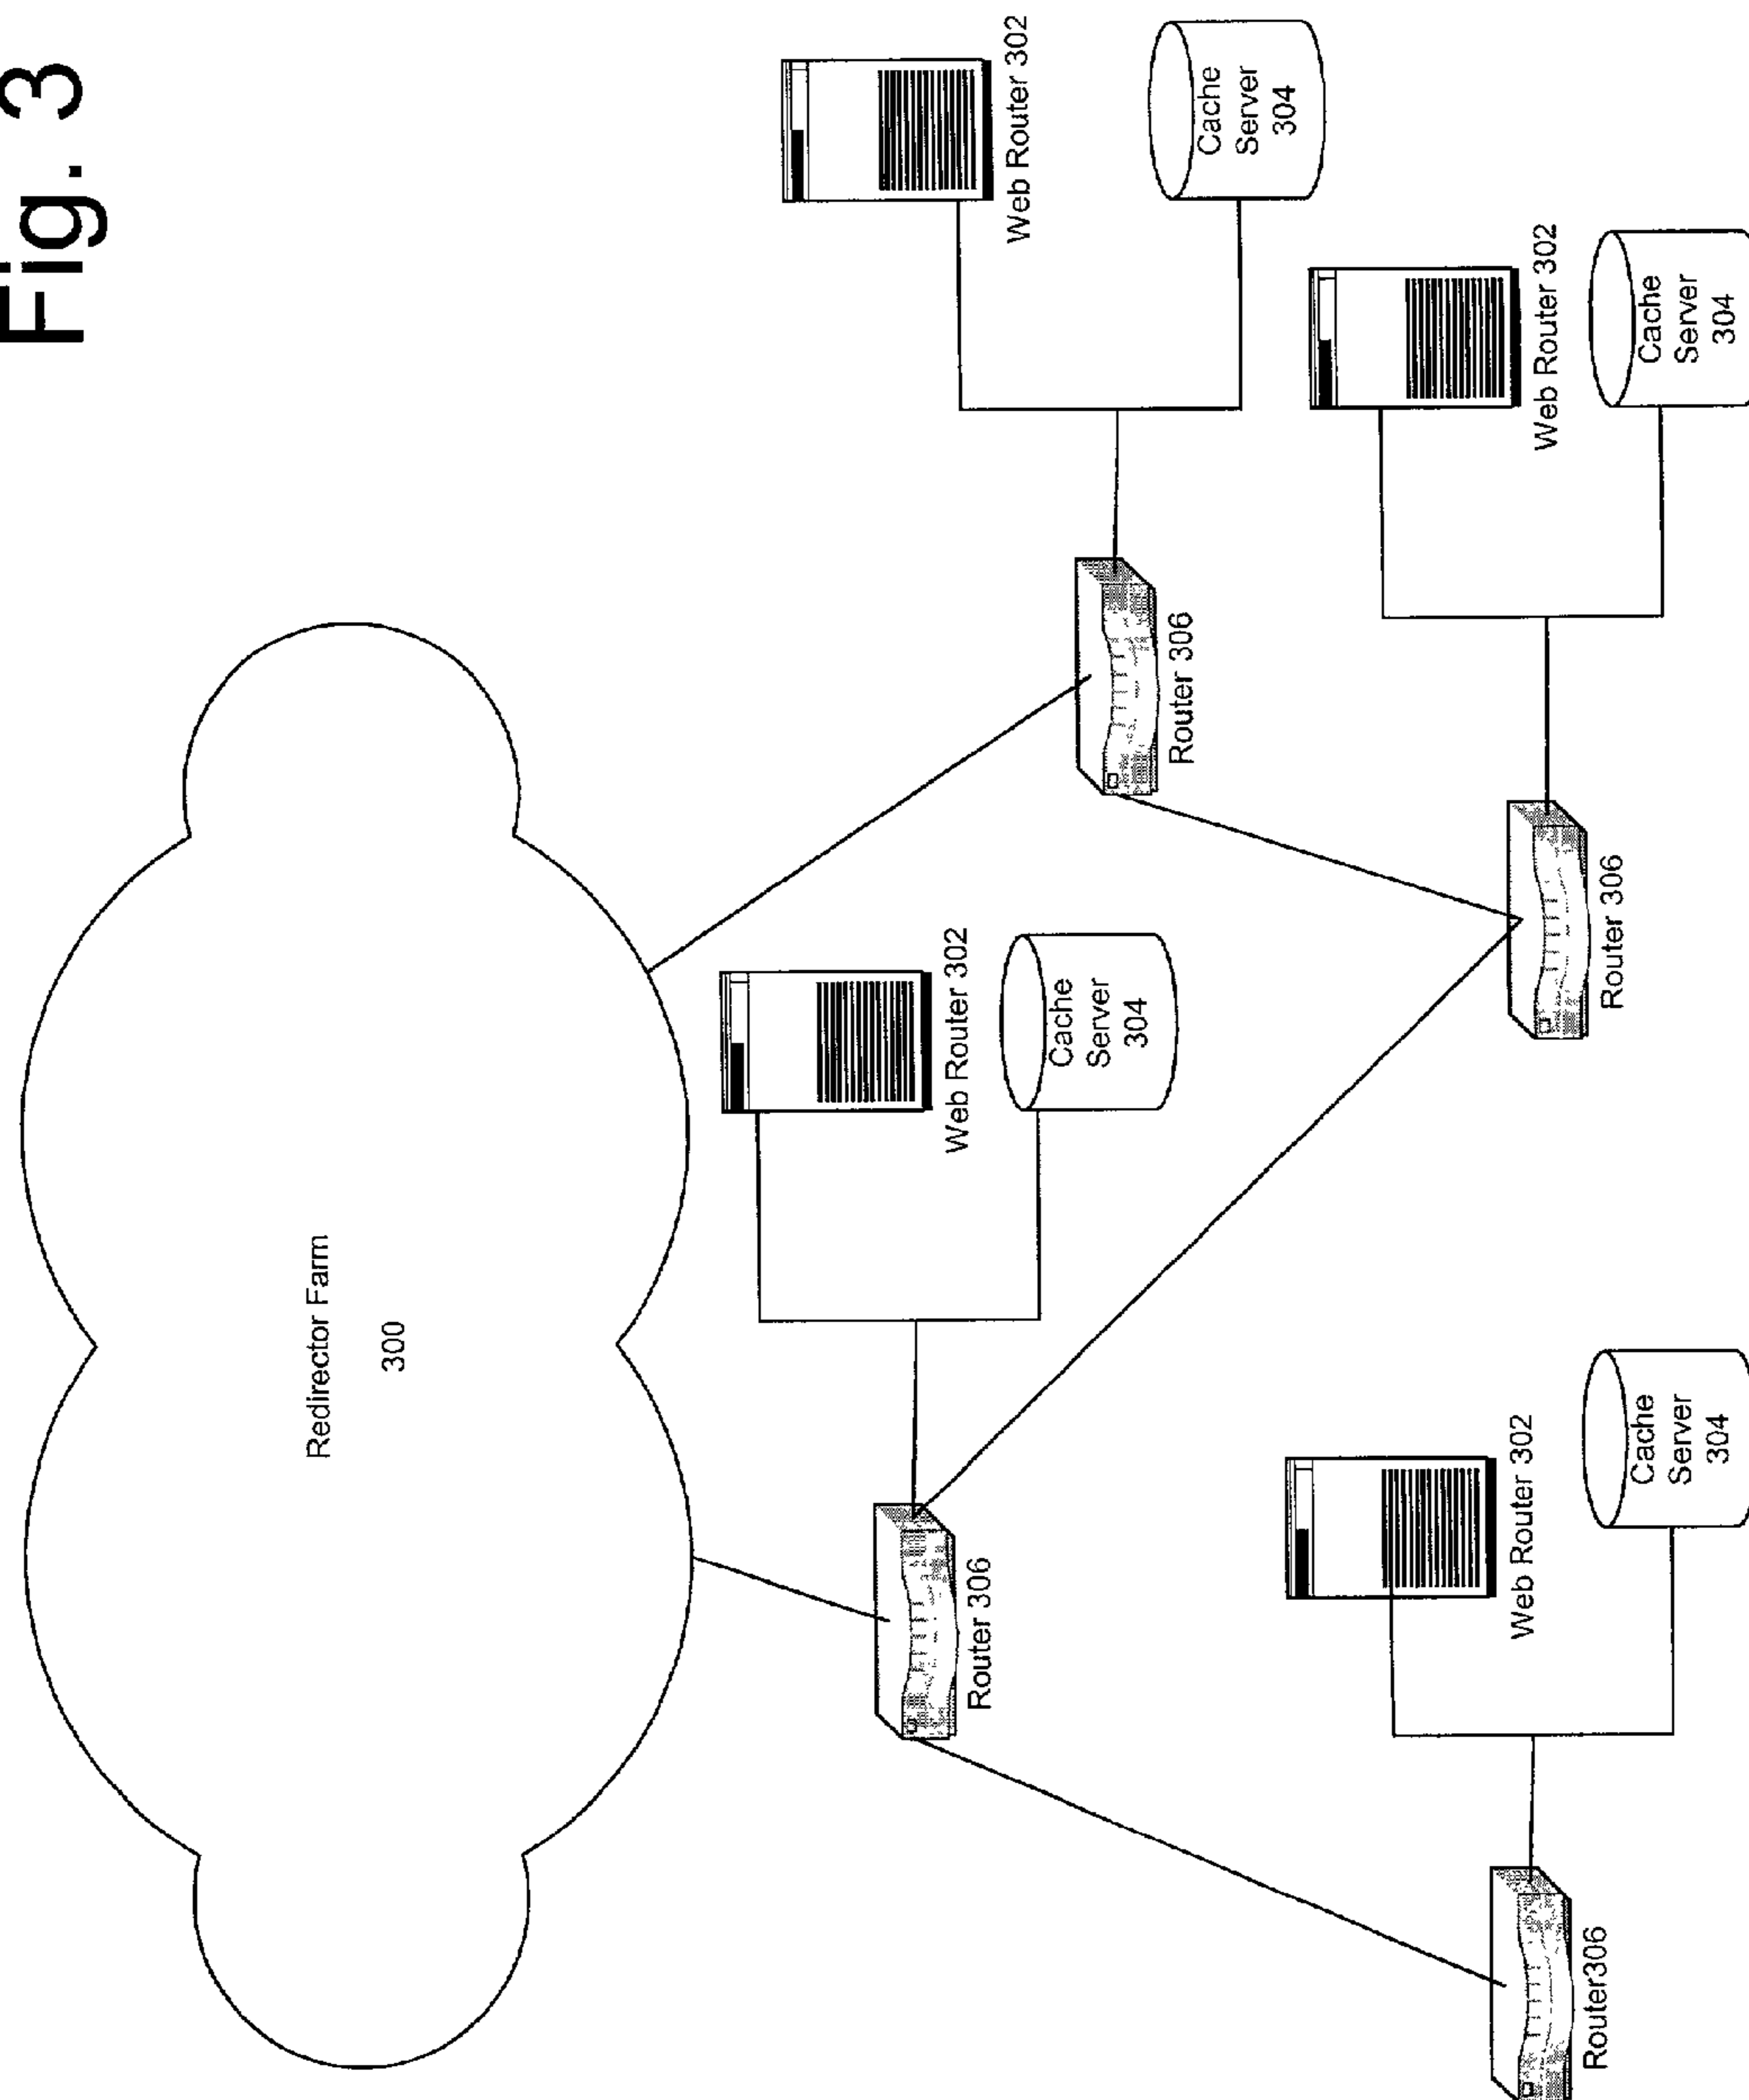 Fig. 3
Redirector Farm
300
Web Router 302
Cache
Server
304
Router 306
Web Router 302
Cache
Server
304
Router 306
Web Router 302
Cache
Server
304
Router 306
Web Router 302
Cache
Server
304
Router306